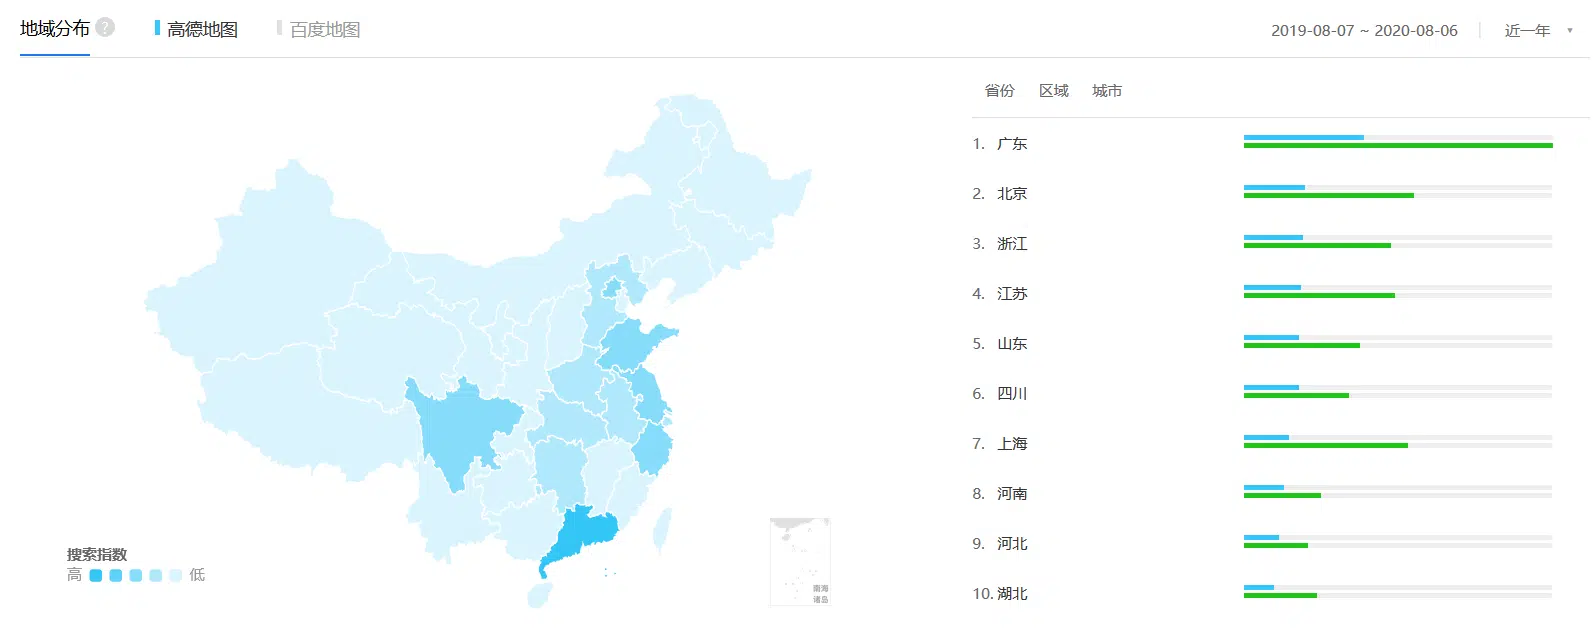 地域分布 ? 高德地图 百度地图 2019-08-07 ~ 2020-08-06 近一年
省份 区域 城市
1. 广东
2. 北京
3. 浙江
4. 江苏
5. 山东
6. 四川
7. 上海
8. 河南
9. 河北
10. 湖北
搜索指数
高 低
南海
诸岛